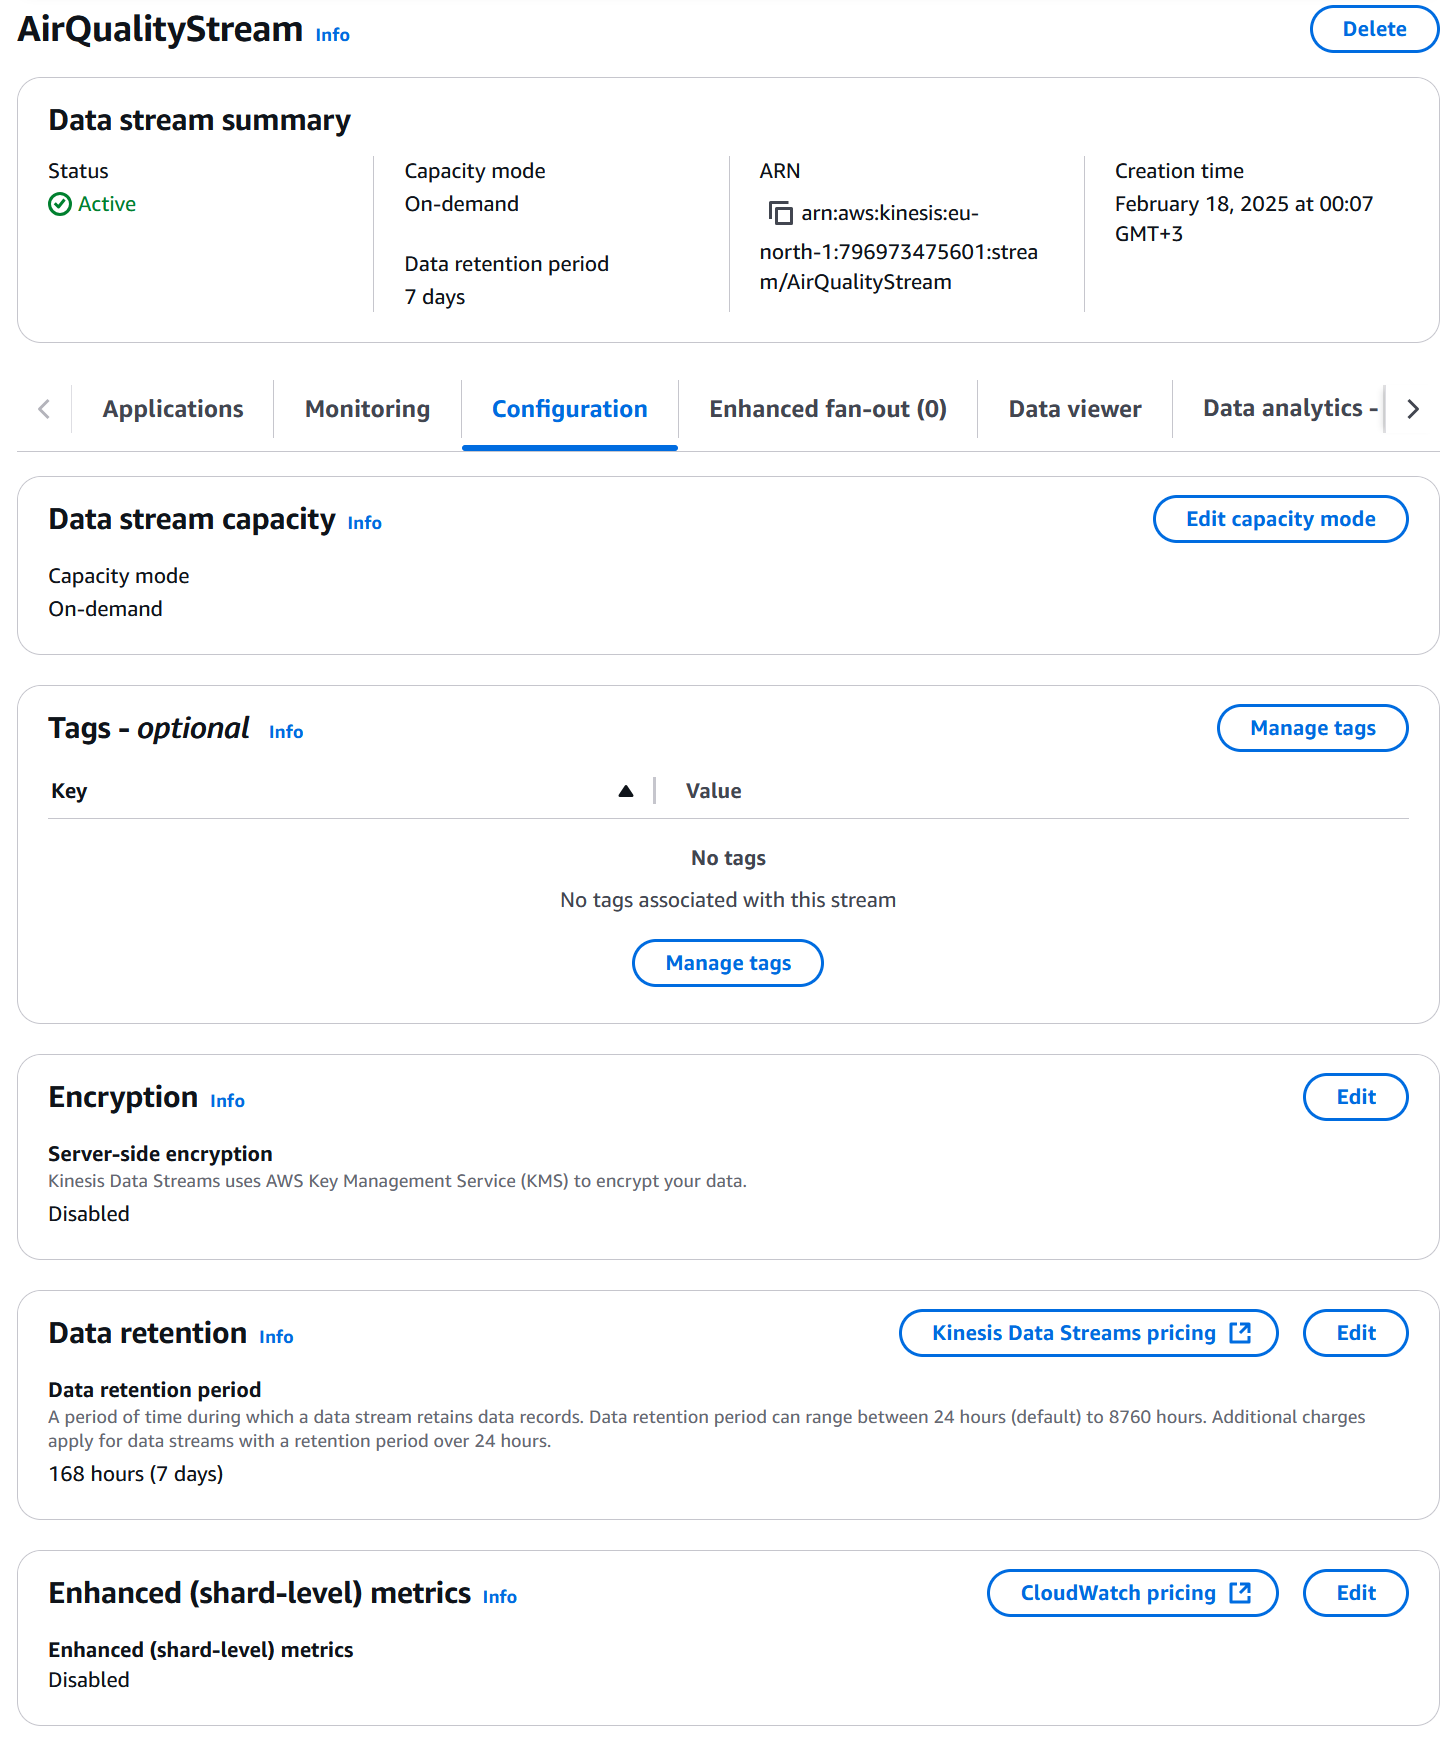 AirQualityStream Info
Delete
Data stream summary
Status
Active
Capacity mode
On-demand
Data retention period
7 days
ARN
arn:aws:kinesis:eu-
north-1:796973475601:strea
m/AirQualityStream
Creation time
February 18, 2025 at 00:07
GMT+3
Applications
Monitoring
Configuration
Enhanced fan-out (0)
Data viewer
Data analytics -
Data stream capacity Info
Edit capacity mode
Capacity mode
On-demand
Tags - optional Info
Manage tags
Key
Value
No tags
No tags associated with this stream
Manage tags
Encryption Info
Edit
Server-side encryption
Kinesis Data Streams uses AWS Key Management Service (KMS) to encrypt your data.
Disabled
Data retention Info
Kinesis Data Streams pricing
Edit
Data retention period
A period of time during which a data stream retains data records. Data retention period can range between 24 hours (default) to 8760 hours. Additional charges
apply for data streams with a retention period over 24 hours.
168 hours (7 days)
Enhanced (shard-level) metrics Info
CloudWatch pricing
Edit
Enhanced (shard-level) metrics
Disabled